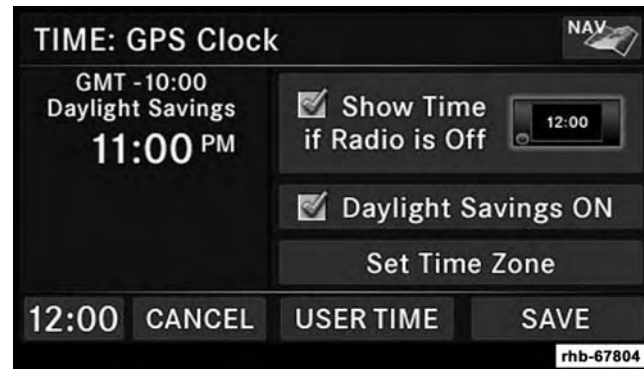 TIME: GPS Clock
NAV
GMT -10:00
Daylight Savings
11:00 PM
Show Time
if Radio is Off
12:00
Daylight Savings ON
Set Time Zone
12:00 CANCEL USER TIME SAVE
rhb-67804